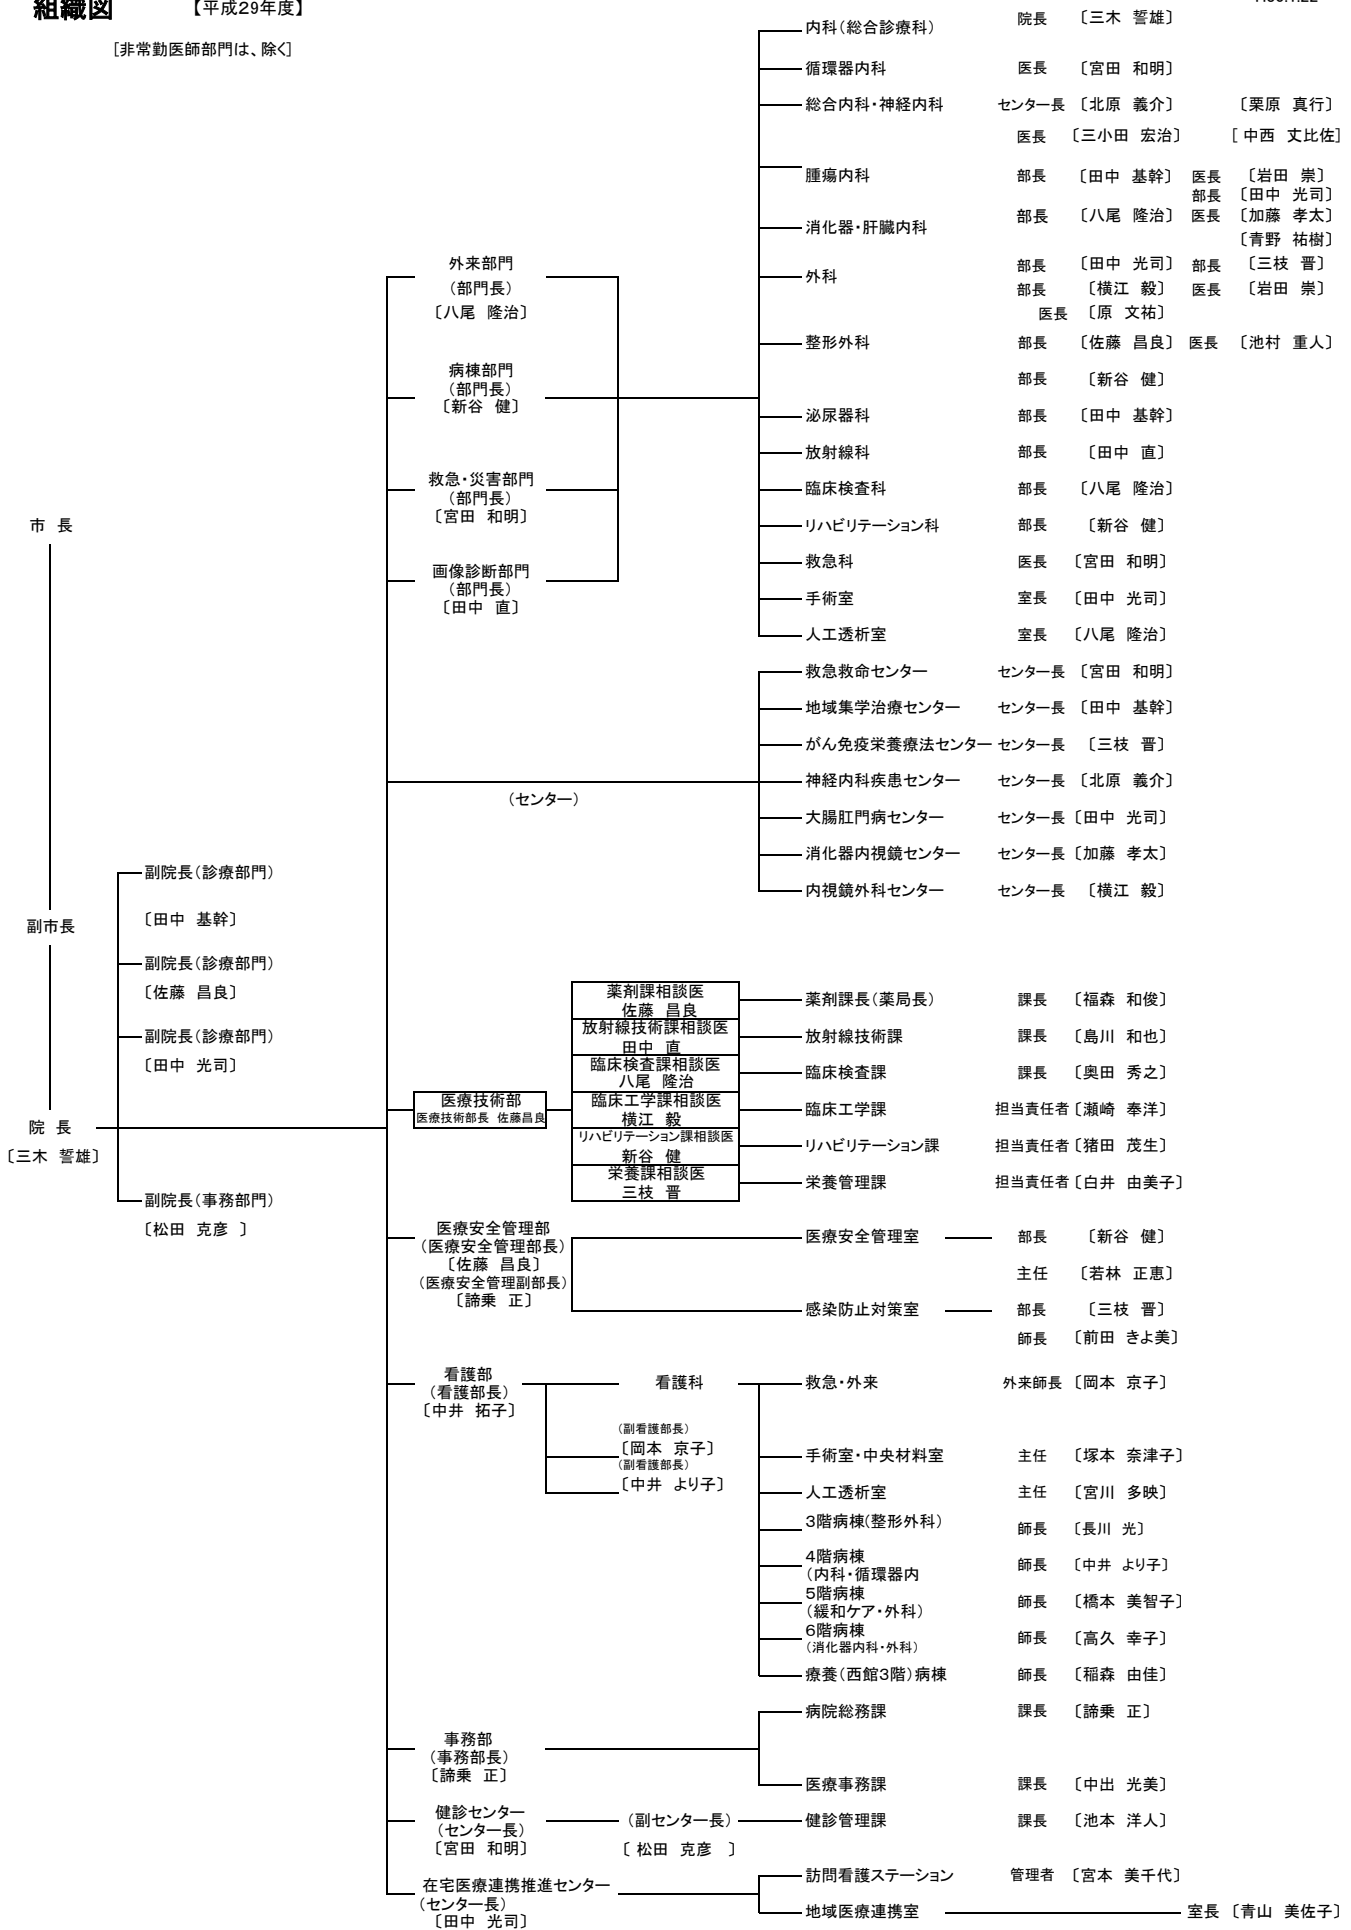 組織図　【平成29年度】
[非常勤医師部門は、除く]
内科(総合診療科)　院長　〔三木 誓雄〕
循環器内科　医長　〔宮田 和明〕
総合内科・神経内科　センター長　〔北原 義介〕　〔栗原 真行〕
医長　〔三小田 宏治〕　[中西 丈比佐]
腫瘍内科　部長　〔田中 基幹〕　医長　〔岩田 崇〕
部長　〔田中 光司〕
消化器・肝臓内科　部長　〔八尾 隆治〕　医長　〔加藤 孝太〕
〔青野 祐樹〕
外科　部長　〔田中 光司〕　部長　〔三枝 晋〕
部長　〔横江 毅〕　医長　〔岩田 崇〕
医長　〔原 文祐〕
整形外科　部長　〔佐藤 昌良〕　医長　〔池村 重人〕
部長　〔新谷 健〕
泌尿器科　部長　〔田中 基幹〕
放射線科　部長　〔田中 直〕
臨床検査科　部長　〔八尾 隆治〕
リハビリテーション科　部長　〔新谷 健〕
救急科　医長　〔宮田 和明〕
手術室　室長　〔田中 光司〕
人工透析室　室長　〔八尾 隆治〕
外来部門
(部門長)
〔八尾 隆治〕
病棟部門
(部門長)
〔新谷 健〕
救急・災害部門
(部門長)
〔宮田 和明〕
画像診断部門
(部門長)
〔田中 直〕
救急救命センター　センター長　〔宮田 和明〕
地域集学治療センター　センター長　〔田中 基幹〕
がん免疫栄養療法センター　センター長　〔三枝 晋〕
神経内科疾患センター　センター長　〔北原 義介〕
大腸肛門病センター　センター長　〔田中 光司〕
消化器内視鏡センター　センター長　〔加藤 孝太〕
内視鏡外科センター　センター長　〔横江 毅〕
(センター)
市 長
副市長
院 長
〔三木 誓雄〕
副院長(診療部門)
〔田中 基幹〕
副院長(診療部門)
〔佐藤 昌良〕
副院長(診療部門)
〔田中 光司〕
副院長(事務部門)
〔松田 克彦 〕
医療技術部
医療技術部長 佐藤昌良
薬剤課相談医
佐藤 昌良
放射線技術課相談医
田中 直
臨床検査課相談医
八尾 隆治
臨床工学課相談医
横江 毅
リハビリテーション課相談医
新谷 健
栄養課相談医
三枝 晋
薬剤課長(薬局長)　課長　〔福森 和俊〕
放射線技術課　課長　〔島川 和也〕
臨床検査課　課長　〔奥田 秀之〕
臨床工学課　担当責任者〔瀬崎 奉洋〕
リハビリテーション課　担当責任者〔猪田 茂生〕
栄養管理課　担当責任者〔白井 由美子〕
医療安全管理部
(医療安全管理部長)
〔佐藤 昌良〕
(医療安全管理副部長)
〔諦乗 正〕
医療安全管理室　部長　〔新谷 健〕
主任　〔若林 正恵〕
感染防止対策室　部長　〔三枝 晋〕
師長　〔前田 きよ美〕
看護部
(看護部長)
〔中井 拓子〕
看護科
(副看護部長)
〔岡本 京子〕
(副看護部長)
〔中井 より子〕
救急・外来　外来師長　〔岡本 京子〕
手術室・中央材料室　主任　〔塚本 奈津子〕
人工透析室　主任　〔宮川 多映〕
3階病棟(整形外科)　師長　〔長川 光〕
4階病棟
(内科・循環器内　師長　〔中井 より子〕
5階病棟
(緩和ケア・外科)　師長　〔橋本 美智子〕
6階病棟
(消化器内科・外科)　師長　〔高久 幸子〕
療養(西館3階)病棟　師長　〔稲森 由佳〕
事務部
(事務部長)
〔諦乗 正〕
病院総務課　課長　〔諦乗 正〕
医療事務課　課長　〔中出 光美〕
健診センター
(センター長)
〔宮田 和明〕
(副センター長)
〔 松田 克彦 〕
健診管理課　課長　〔池本 洋人〕
在宅医療連携推進センター
(センター長)
〔田中 光司〕
訪問看護ステーション　管理者　〔宮本 美千代〕
地域医療連携室　室長　〔青山 美佐子〕